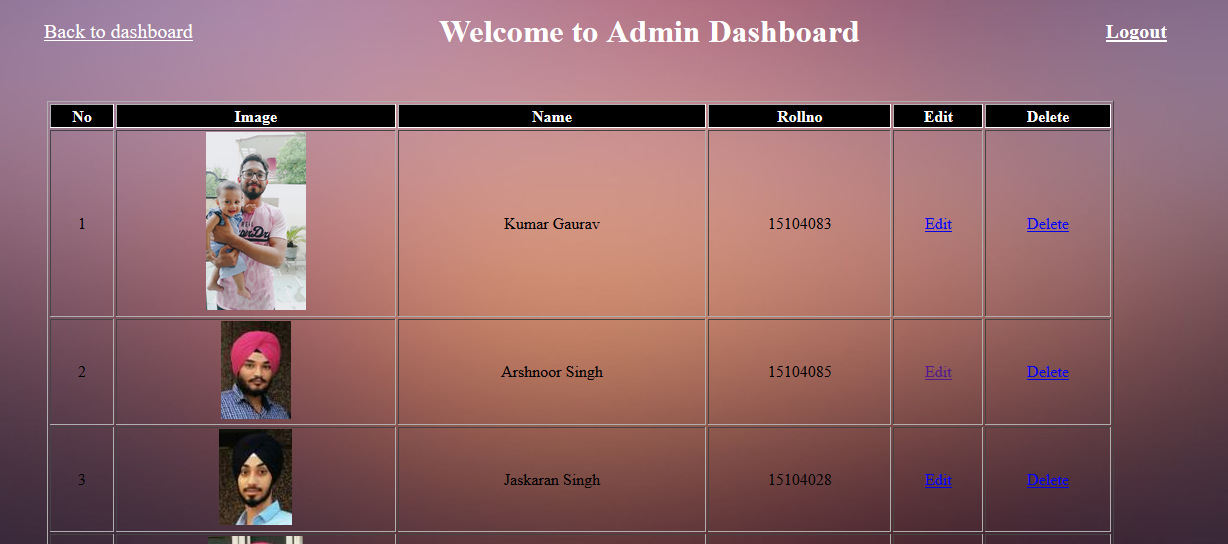 Back to dashboard Welcome to Admin Dashboard Logout
No Image Name Rollno Edit Delete
1 Kumar Gaurav 15104083 Edit Delete
2 Arshnoor Singh 15104085 Edit Delete
3 Jaskaran Singh 15104028 Edit Delete